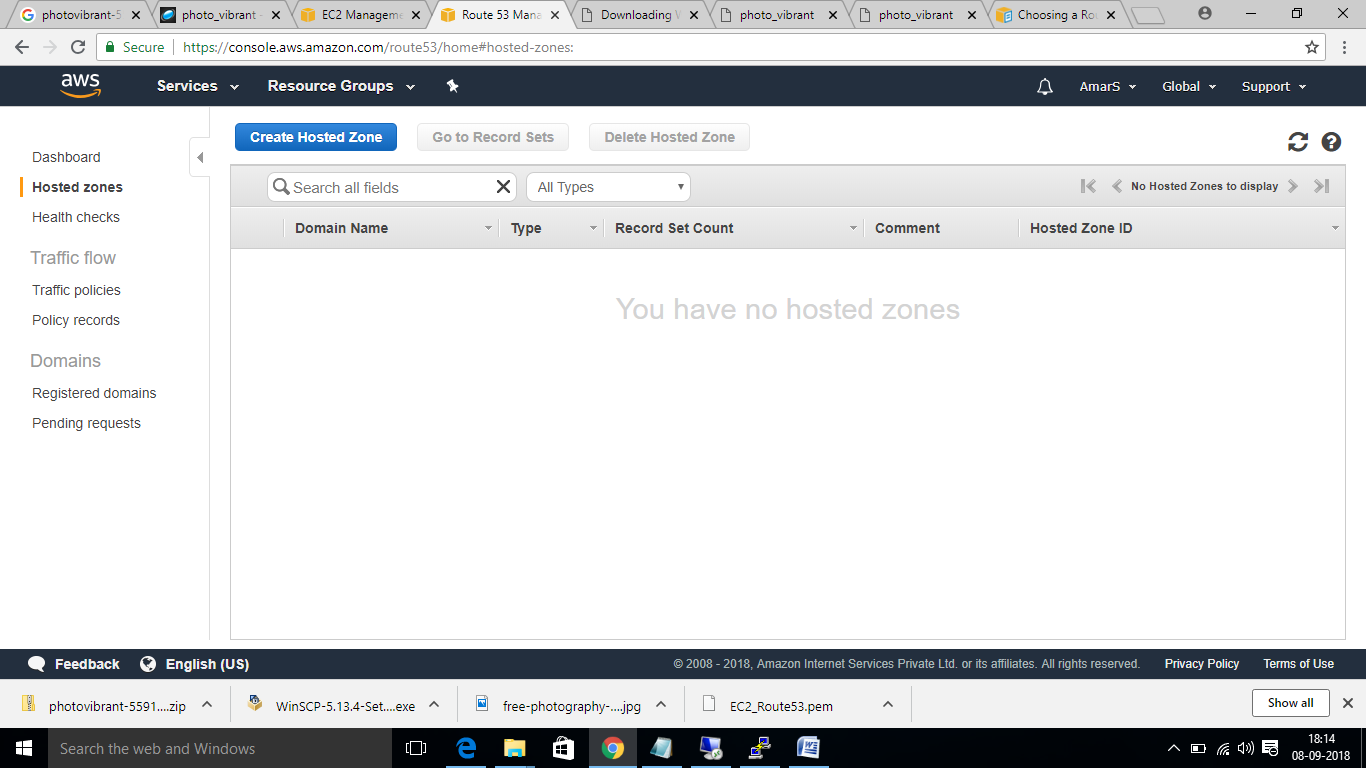 photovibrant-5
photo_vibrant
EC2 Manageme
Route 53 Mana
Downloading W
photo_vibrant
photo_vibrant
Choosing a Rou
Secure
https://console.aws.amazon.com/route53/home#hosted-zones:
aws
Services
Resource Groups
AmarS
Global
Support
Create Hosted Zone
Go to Record Sets
Delete Hosted Zone
Dashboard
Hosted zones
Health checks
Traffic flow
Traffic policies
Policy records
Domains
Registered domains
Pending requests
Search all fields
All Types
No Hosted Zones to display
Domain Name
Type
Record Set Count
Comment
Hosted Zone ID
You have no hosted zones
Feedback
English (US)
© 2008 - 2018, Amazon Internet Services Private Ltd. or its affiliates. All rights reserved.
Privacy Policy
Terms of Use
photovibrant-5591....zip
WinSCP-5.13.4-Set....exe
free-photography-....jpg
EC2_Route53.pem
Show all
Search the web and Windows
18:14
08-09-2018